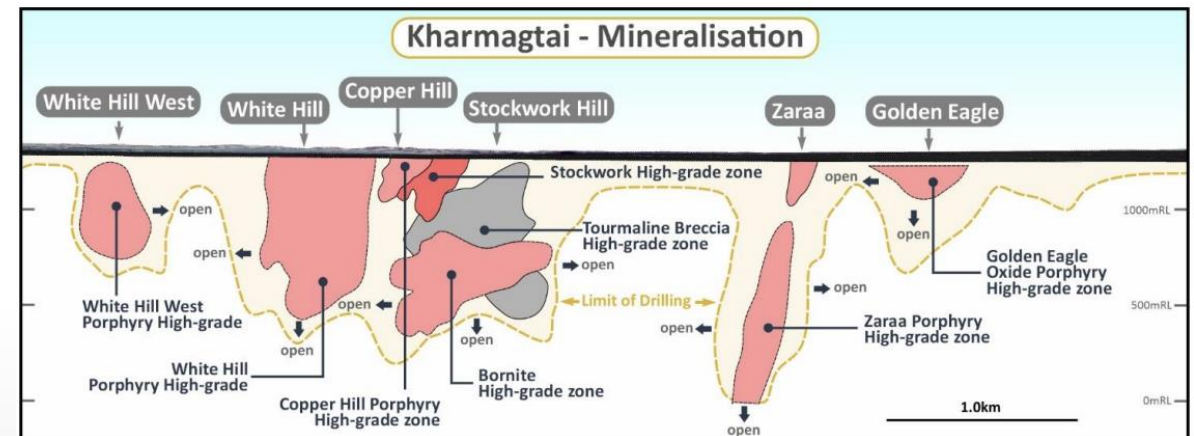 Kharmagtai - Mineralisation
White Hill West
White Hill
Copper Hill
Stockwork Hill
Zaraa
Golden Eagle
Stockwork High-grade zone
open
open
1000mRL
Tourmaline Breccia
High-grade zone
open
open
open
Golden Eagle
Oxide Porphyry
High-grade zone
White Hill West
Porphyry High-grade
open
Limit of Drilling
open
500mRL
open
Zaraa Porphyry
High-grade zone
open
open
White Hill
Porphyry High-grade
Bornite
High-grade zone
Copper Hill Porphyry
High-grade zone
1.0km
0mRL
open